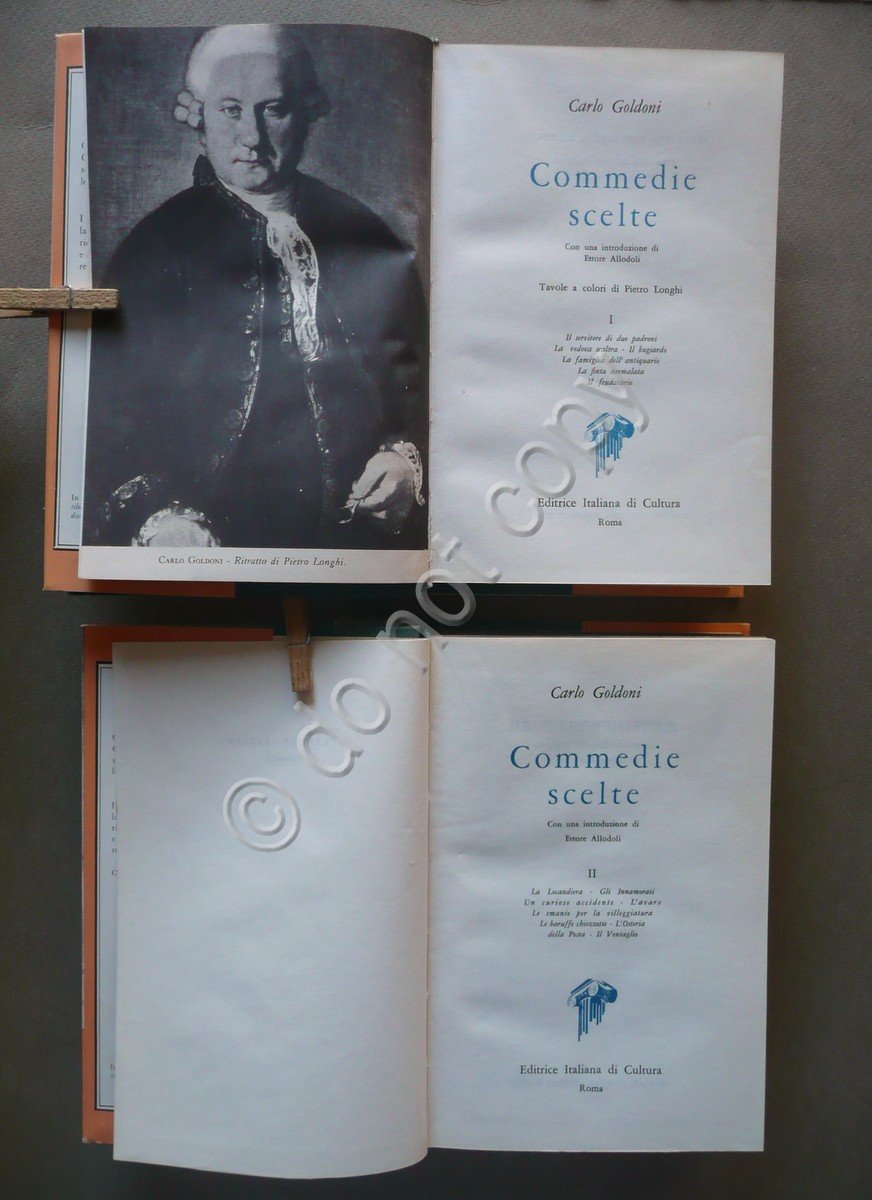 Carlo Goldoni
Commedie
scelte
Con una introduzione di
Ettore Allodoli
Tavole a colori di Pietro Longhi
I
Il servitore di due padroni
La vedova scaltra - Il bugiardo
La famiglia dell'antiquario
La finta ammalata
Il feudatario
Editrice Italiana di Cultura
Roma
CARLO GOLDONI - Ritratto di Pietro Longhi.
© do not copy
Carlo Goldoni
Commedie
scelte
Con una introduzione di
Ettore Allodoli
II
La Locandiera - Gli Innamorati
Un curioso accidente - L'avaro
Le smanie per la villeggiatura
Le baruffe chiozzotte - L'Osteria
della Posta - Il Ventaglio
Editrice Italiana di Cultura
Roma